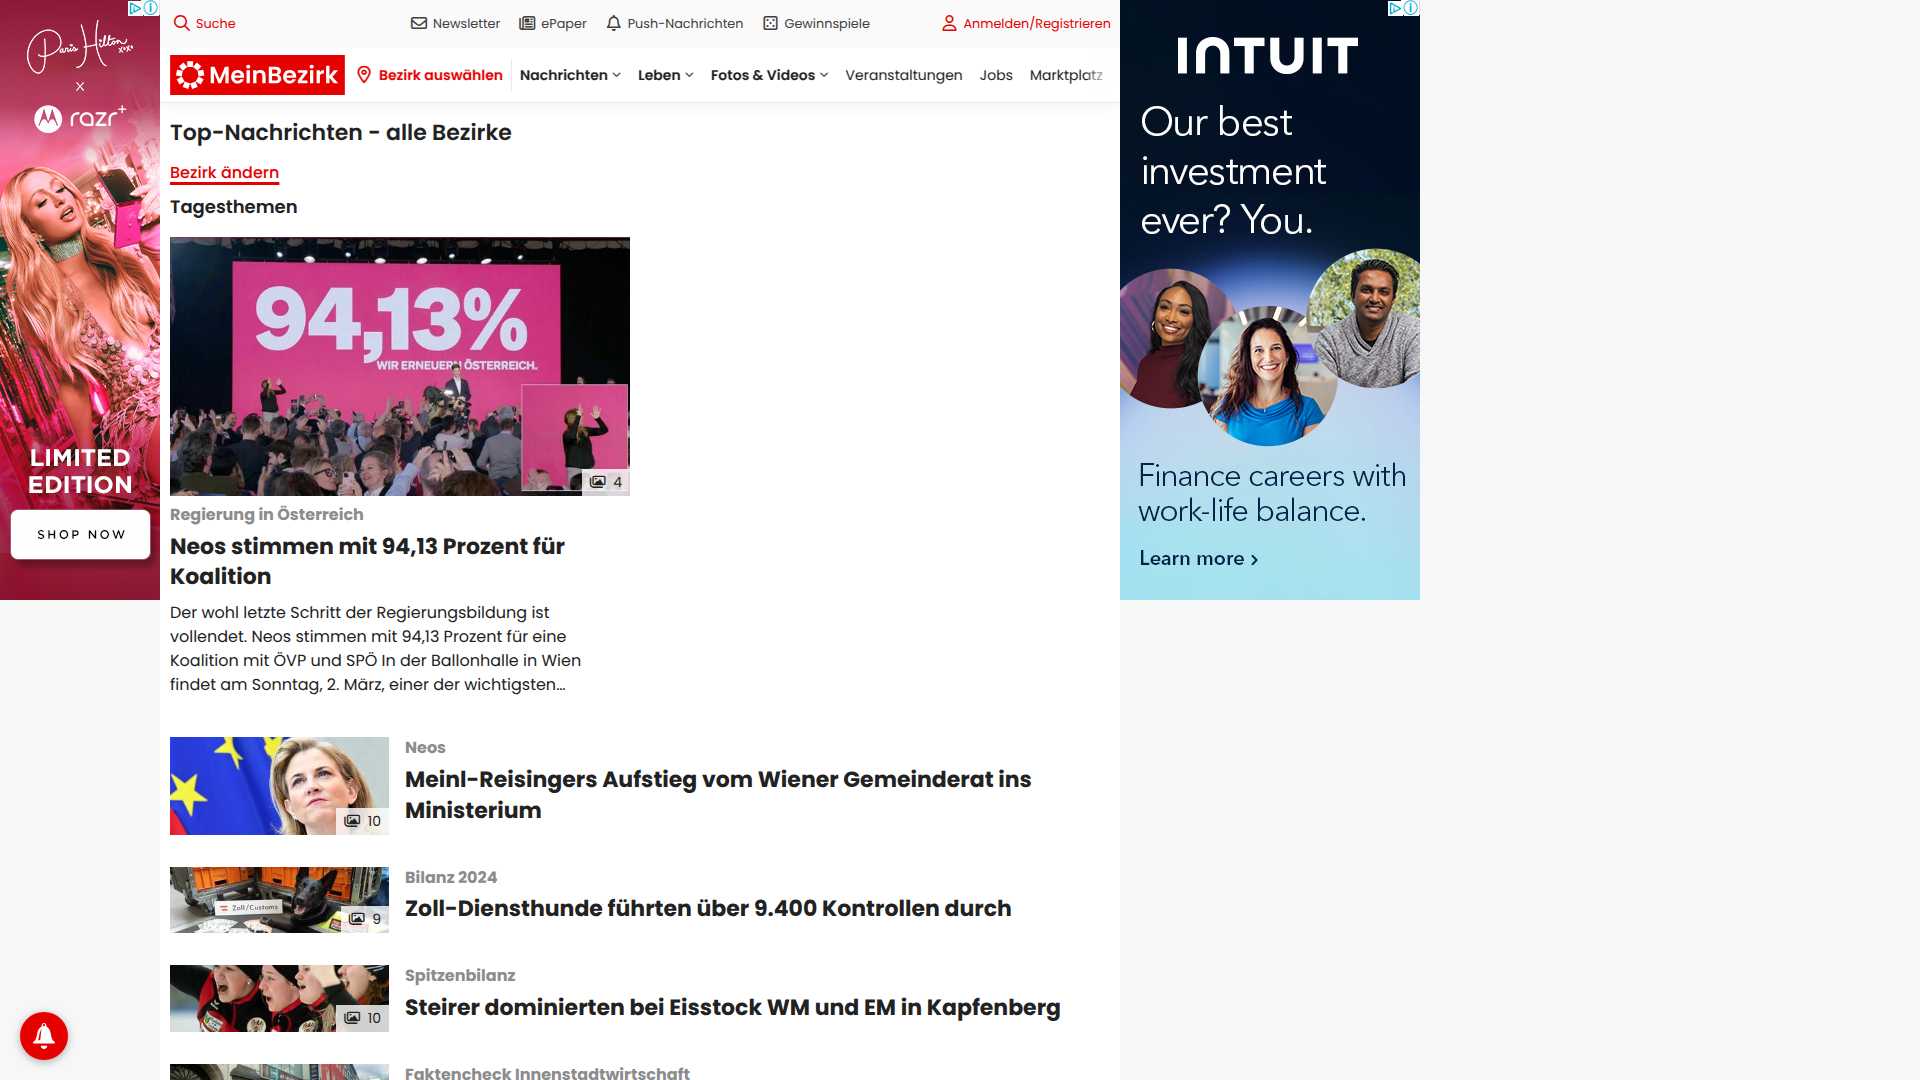 Suche
Newsletter
ePaper
Push-Nachrichten
Gewinnspiele
Anmelden/Registrieren
MeinBezirk
Bezirk auswählen
Nachrichten
Leben
Fotos & Videos
Veranstaltungen
Jobs
Marktplatz
Paris Hilton
xoxo
x
razr+
LIMITED
EDITION
SHOP NOW
Top-Nachrichten - alle Bezirke
Bezirk ändern
Tagesthemen
94,13%
WIR ERNEUERN ÖSTERREICH.
4
Regierung in Österreich
Neos stimmen mit 94,13 Prozent für
Koalition
Der wohl letzte Schritt der Regierungsbildung ist
vollendet. Neos stimmen mit 94,13 Prozent für eine
Koalition mit ÖVP und SPÖ In der Ballonhalle in Wien
findet am Sonntag, 2. März, einer der wichtigsten...
10
Neos
Meinl-Reisingers Aufstieg vom Wiener Gemeinderat ins
Ministerium
Zoll/Customs
9
Bilanz 2024
Zoll-Diensthunde führten über 9.400 Kontrollen durch
10
Spitzenbilanz
Steirer dominierten bei Eisstock WM und EM in Kapfenberg
Faktencheck Innenstadtwirtschaft
INTUIT
Our best
investment
ever? You.
Finance careers with
work-life balance.
Learn more >